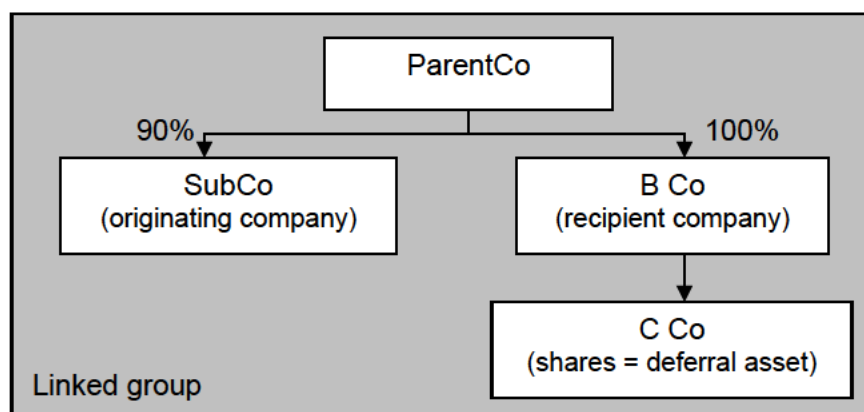 ParentCo
90%
100%
SubCo
(originating company)
B Co
(recipient company)
C Co
(shares = deferral asset)
Linked group